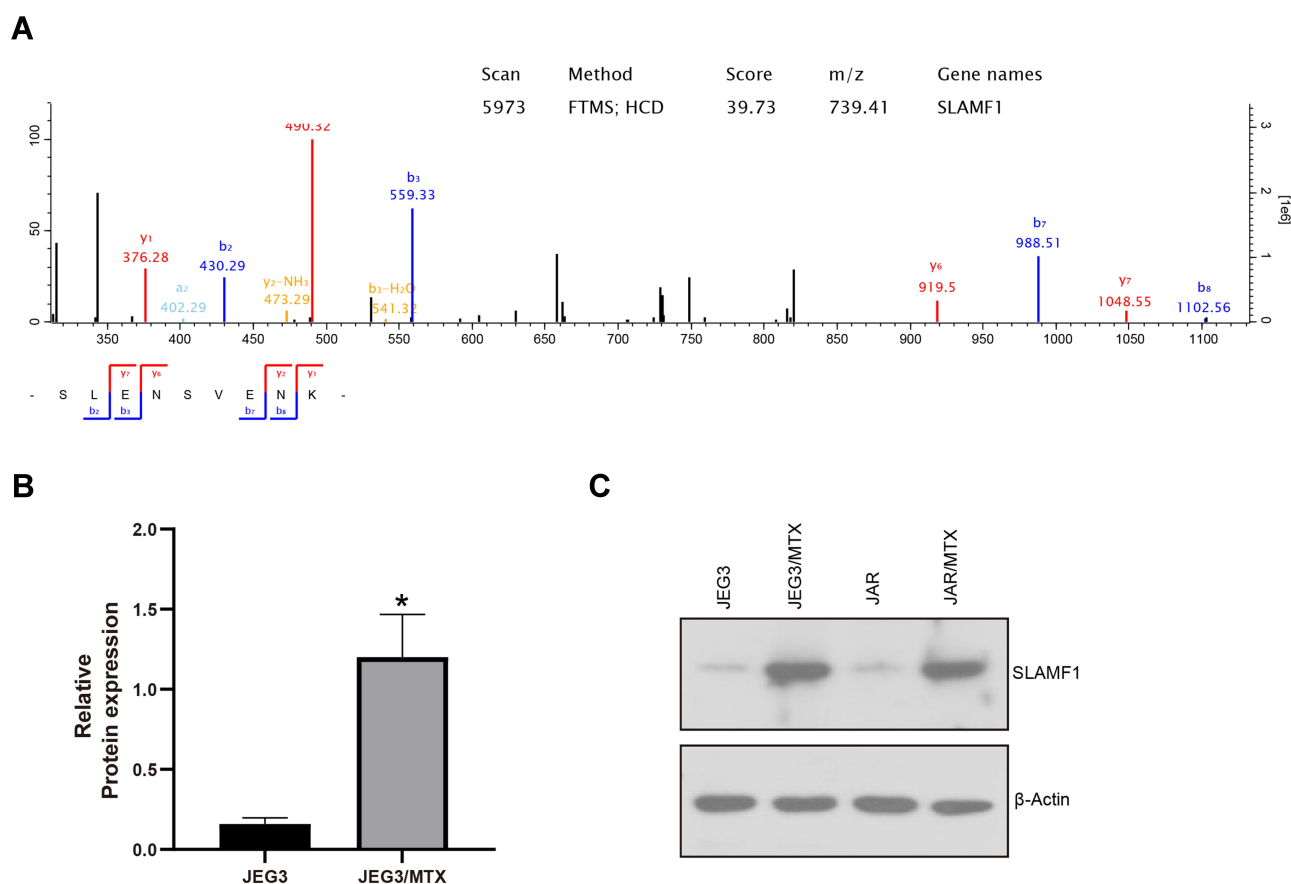 A
Scan Method Score m/z Gene names
5973 FTMS; HCD 39.73 739.41 SLAMF1
100
50
0
3
2
1
0
[1e6]
490.32
b₃
559.33
y₁
376.28
b₂
430.29
a₂
402.29
y₂-NH₃
473.29
b₃-H₂O
541.32
y₆
919.5
b₇
988.51
y₇
1048.55
b₈
1102.56
350 400 450 500 550 600 650 700 750 800 850 900 950 1000 1050 1100
y₇ y₆ y₂ y₁
- S L E N S V E N K -
b₂ b₃ b₇ b₈
B
Relative
Protein expression
2.0
1.5
1.0
0.5
0.0
*
JEG3 JEG3/MTX
C
JEG3
JEG3/MTX
JAR
JAR/MTX
SLAMF1
β-Actin